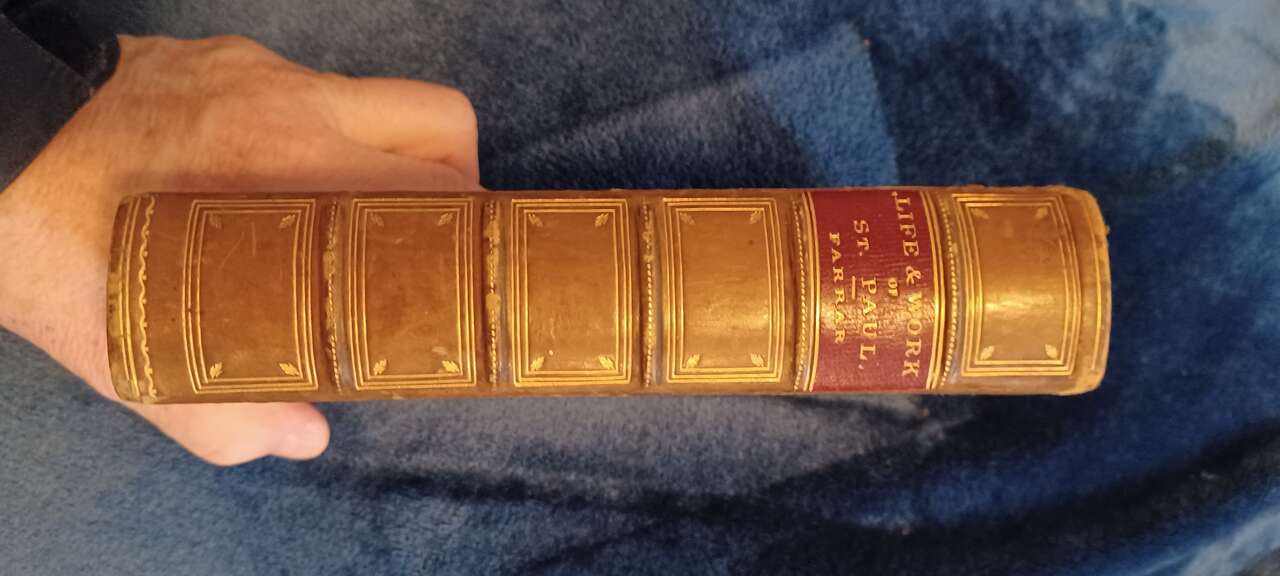 LIFE & WORK
OF
ST. PAUL,
FARRAR